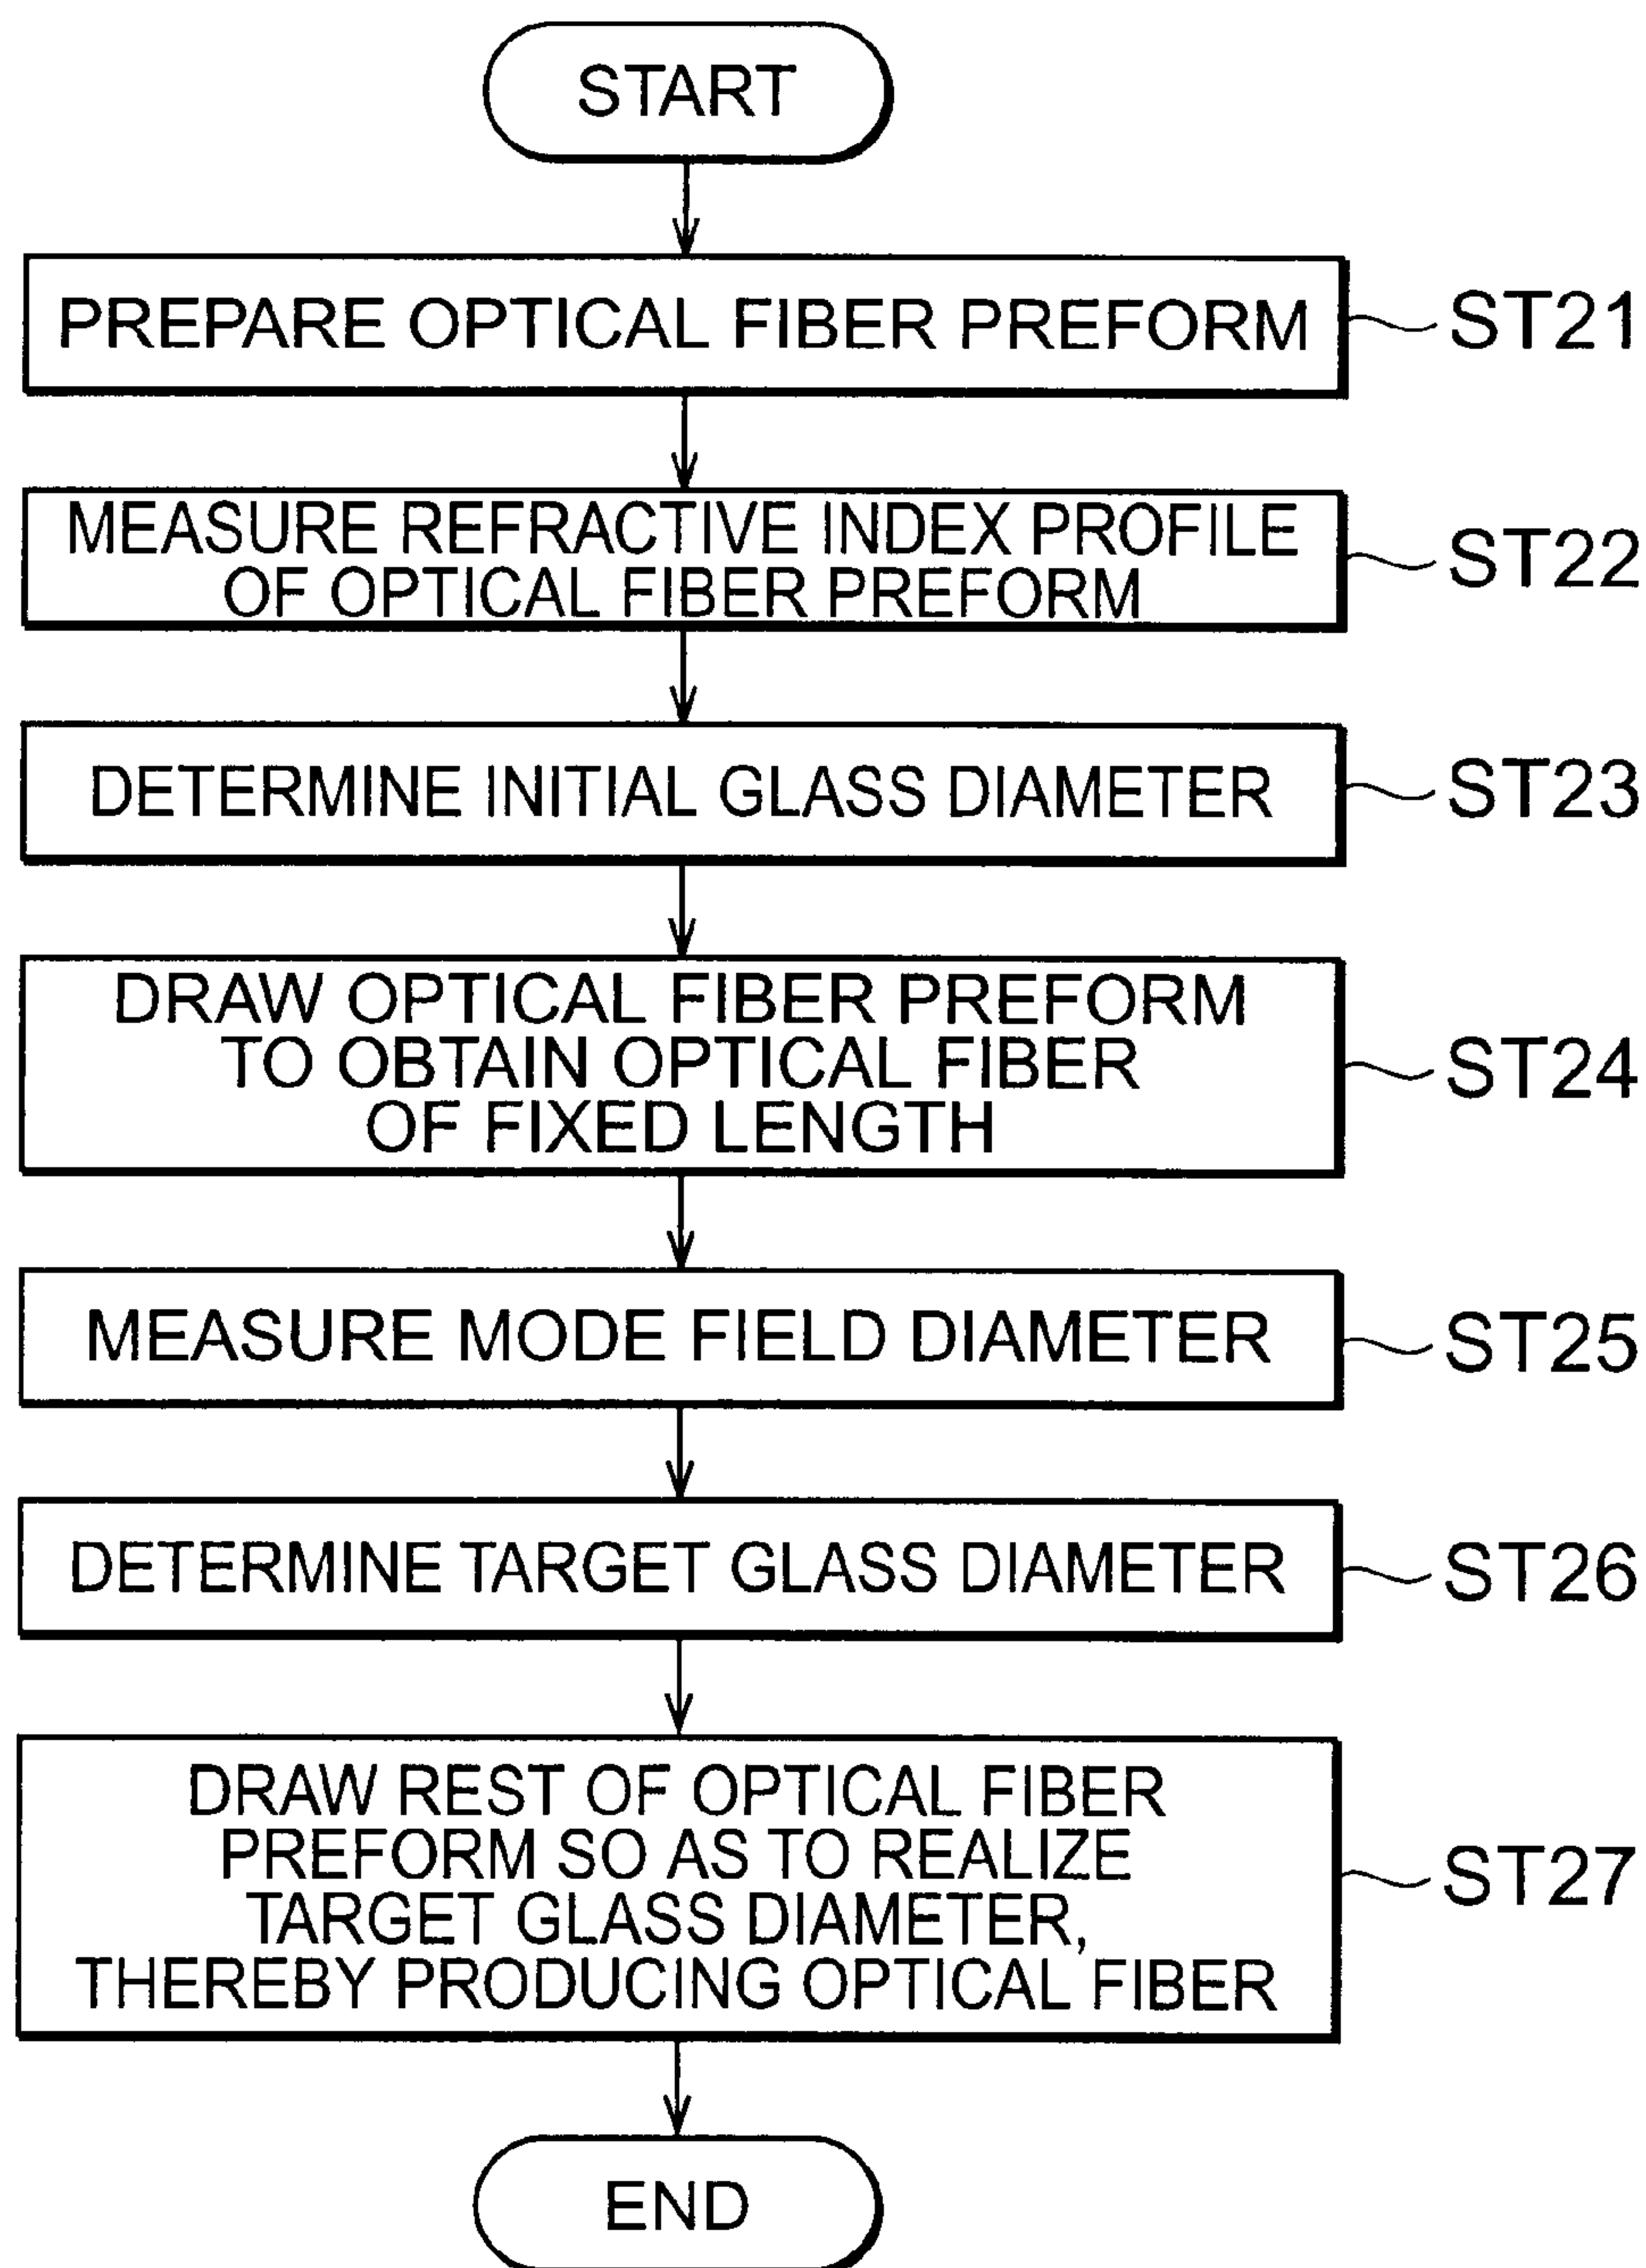 START
PREPARE OPTICAL FIBER PREFORM
ST21
MEASURE REFRACTIVE INDEX PROFILE
OF OPTICAL FIBER PREFORM
ST22
DETERMINE INITIAL GLASS DIAMETER
ST23
DRAW OPTICAL FIBER PREFORM
TO OBTAIN OPTICAL FIBER
OF FIXED LENGTH
ST24
MEASURE MODE FIELD DIAMETER
ST25
DETERMINE TARGET GLASS DIAMETER
ST26
DRAW REST OF OPTICAL FIBER
PREFORM SO AS TO REALIZE
TARGET GLASS DIAMETER,
THEREBY PRODUCING OPTICAL FIBER
ST27
END